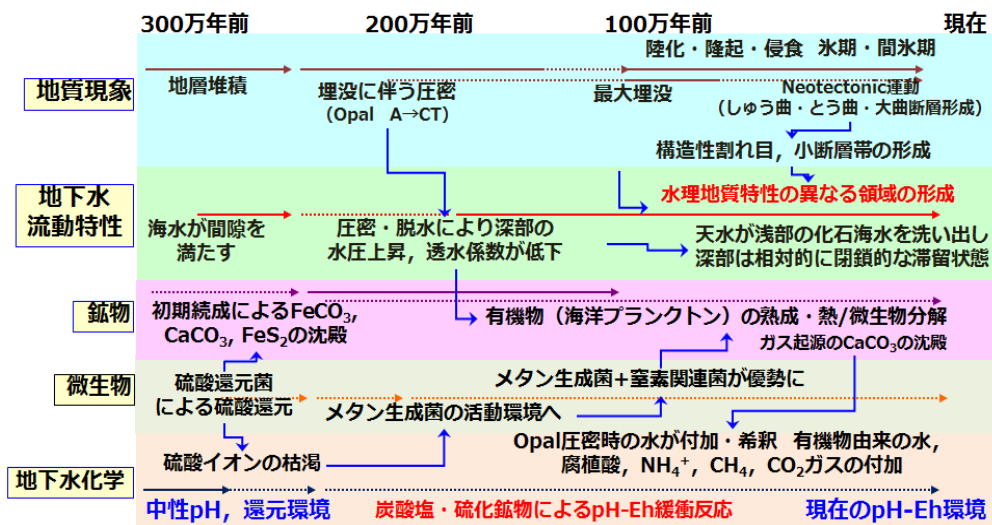 300万年前
200万年前
100万年前
現在
地質現象
地層堆積
埋没に伴う圧密
（Opal　A→CT）
最大埋没
陸化・隆起・侵食　氷期・間氷期
Neotectonic運動
（しゅう曲・とう曲・大曲断層形成）
構造性割れ目，小断層帯の形成
地下水
流動特性
水理地質特性の異なる領域の形成
海水が間隙を
満たす
圧密・脱水により深部の
水圧上昇，透水係数が低下
天水が浅部の化石海水を洗い出し
深部は相対的に閉鎖的な滞留状態
鉱物
初期続成によるFeCO₃,
CaCO₃, FeS₂の沈殿
有機物（海洋プランクトン）の熟成・熱/微生物分解
ガス起源のCaCO₃の沈殿
微生物
硫酸還元菌
による硫酸還元
メタン生成菌の活動環境へ
メタン生成菌+窒素関連菌が優勢に
地下水化学
硫酸イオンの枯渇
Opal圧密時の水が付加・希釈　有機物由来の水，
腐植酸，NH₄⁺，CH₄，CO₂ガスの付加
中性pH，還元環境
炭酸塩・硫化鉱物によるpH-Eh緩衝反応
現在のpH-Eh環境